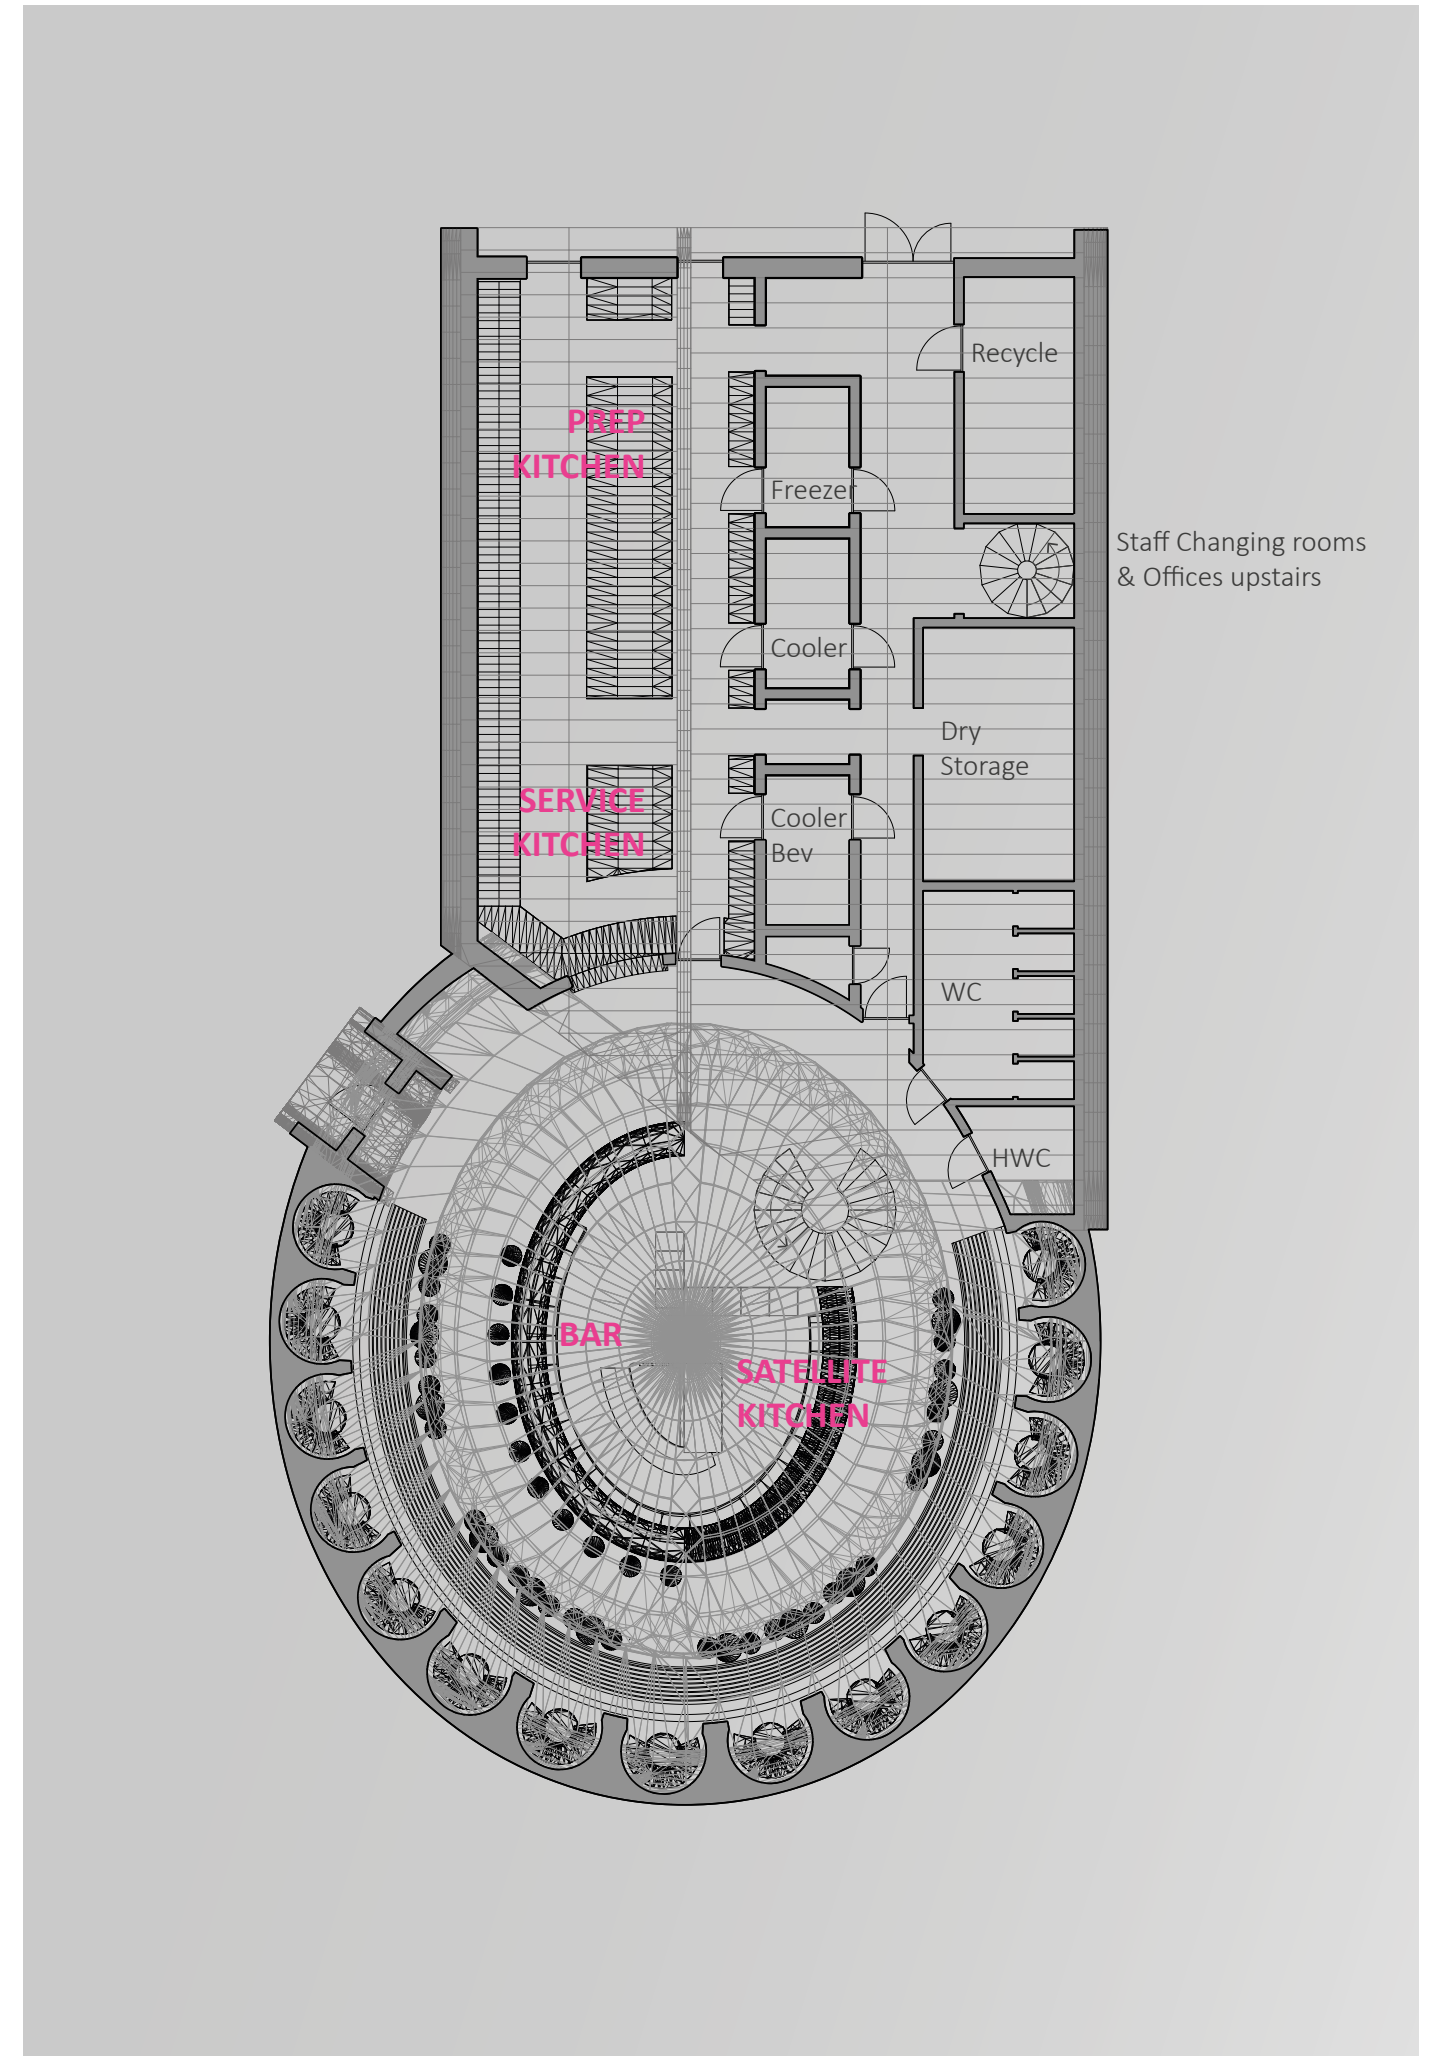 Recycle
PREP
KITCHEN
Freezer
Staff Changing rooms
& Offices upstairs
Cooler
Dry
Storage
SERVICE
KITCHEN
Cooler
Bev
WC
HWC
BAR
SATELLITE
KITCHEN